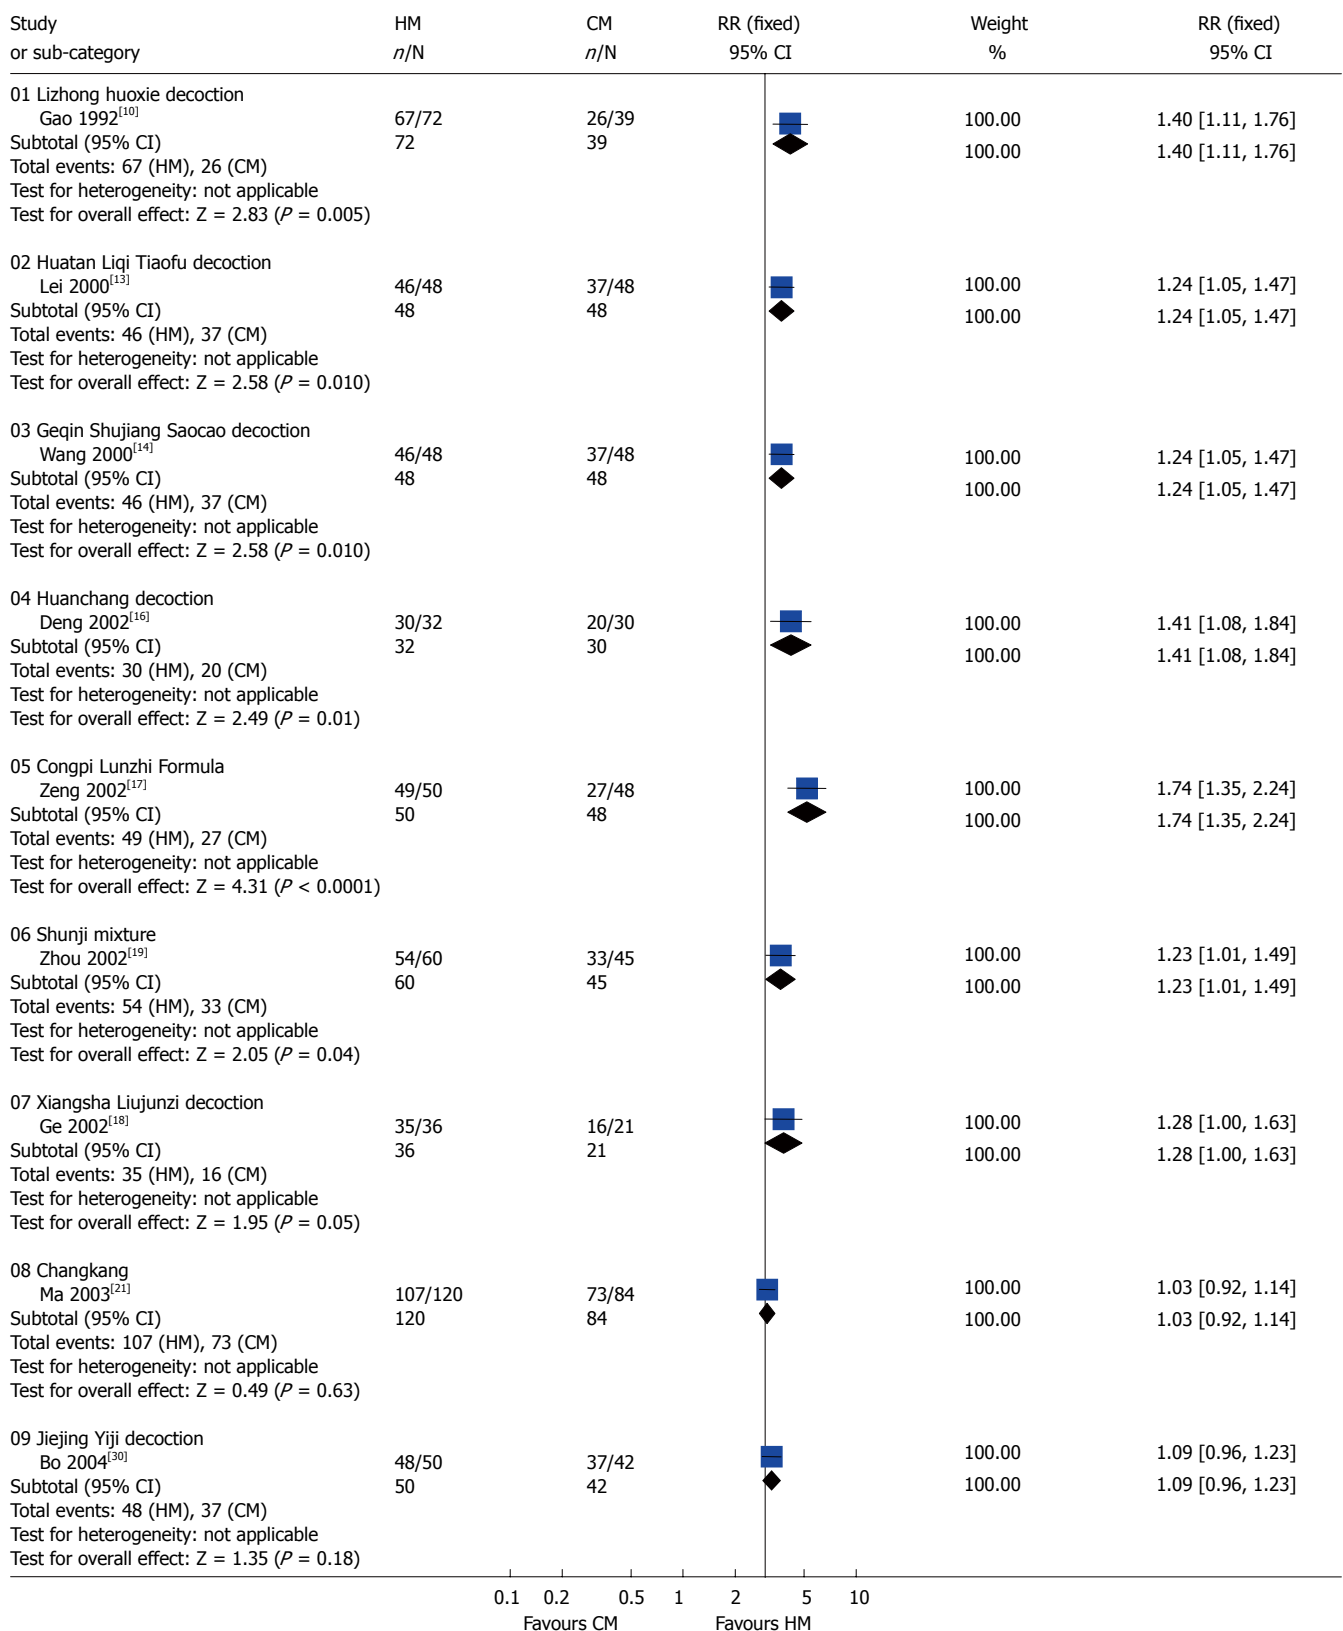 Study HM CM RR (fixed) Weight RR (fixed)
or sub-category n/N n/N 95% CI % 95% CI
01 Lizhong huoxie decoction
Gao 1992[10] 67/72 26/39 100.00 1.40 [1.11, 1.76]
Subtotal (95% CI) 72 39 100.00 1.40 [1.11, 1.76]
Total events: 67 (HM), 26 (CM)
Test for heterogeneity: not applicable
Test for overall effect: Z = 2.83 (P = 0.005)
02 Huatan Liqi Tiaofu decoction
Lei 2000[13] 46/48 37/48 100.00 1.24 [1.05, 1.47]
Subtotal (95% CI) 48 48 100.00 1.24 [1.05, 1.47]
Total events: 46 (HM), 37 (CM)
Test for heterogeneity: not applicable
Test for overall effect: Z = 2.58 (P = 0.010)
03 Geqin Shujiang Saocao decoction
Wang 2000[14] 46/48 37/48 100.00 1.24 [1.05, 1.47]
Subtotal (95% CI) 48 48 100.00 1.24 [1.05, 1.47]
Total events: 46 (HM), 37 (CM)
Test for heterogeneity: not applicable
Test for overall effect: Z = 2.58 (P = 0.010)
04 Huanchang decoction
Deng 2002[16] 30/32 20/30 100.00 1.41 [1.08, 1.84]
Subtotal (95% CI) 32 30 100.00 1.41 [1.08, 1.84]
Total events: 30 (HM), 20 (CM)
Test for heterogeneity: not applicable
Test for overall effect: Z = 2.49 (P = 0.01)
05 Congpi Lunzhi Formula
Zeng 2002[17] 49/50 27/48 100.00 1.74 [1.35, 2.24]
Subtotal (95% CI) 50 48 100.00 1.74 [1.35, 2.24]
Total events: 49 (HM), 27 (CM)
Test for heterogeneity: not applicable
Test for overall effect: Z = 4.31 (P < 0.0001)
06 Shunji mixture
Zhou 2002[19] 54/60 33/45 100.00 1.23 [1.01, 1.49]
Subtotal (95% CI) 60 45 100.00 1.23 [1.01, 1.49]
Total events: 54 (HM), 33 (CM)
Test for heterogeneity: not applicable
Test for overall effect: Z = 2.05 (P = 0.04)
07 Xiangsha Liujunzi decoction
Ge 2002[18] 35/36 16/21 100.00 1.28 [1.00, 1.63]
Subtotal (95% CI) 36 21 100.00 1.28 [1.00, 1.63]
Total events: 35 (HM), 16 (CM)
Test for heterogeneity: not applicable
Test for overall effect: Z = 1.95 (P = 0.05)
08 Changkang
Ma 2003[21] 107/120 73/84 100.00 1.03 [0.92, 1.14]
Subtotal (95% CI) 120 84 100.00 1.03 [0.92, 1.14]
Total events: 107 (HM), 73 (CM)
Test for heterogeneity: not applicable
Test for overall effect: Z = 0.49 (P = 0.63)
09 Jiejing Yiji decoction
Bo 2004[30] 48/50 37/42 100.00 1.09 [0.96, 1.23]
Subtotal (95% CI) 50 42 100.00 1.09 [0.96, 1.23]
Total events: 48 (HM), 37 (CM)
Test for heterogeneity: not applicable
Test for overall effect: Z = 1.35 (P = 0.18)
0.1 0.2 0.5 1 2 5 10
Favours CM Favours HM